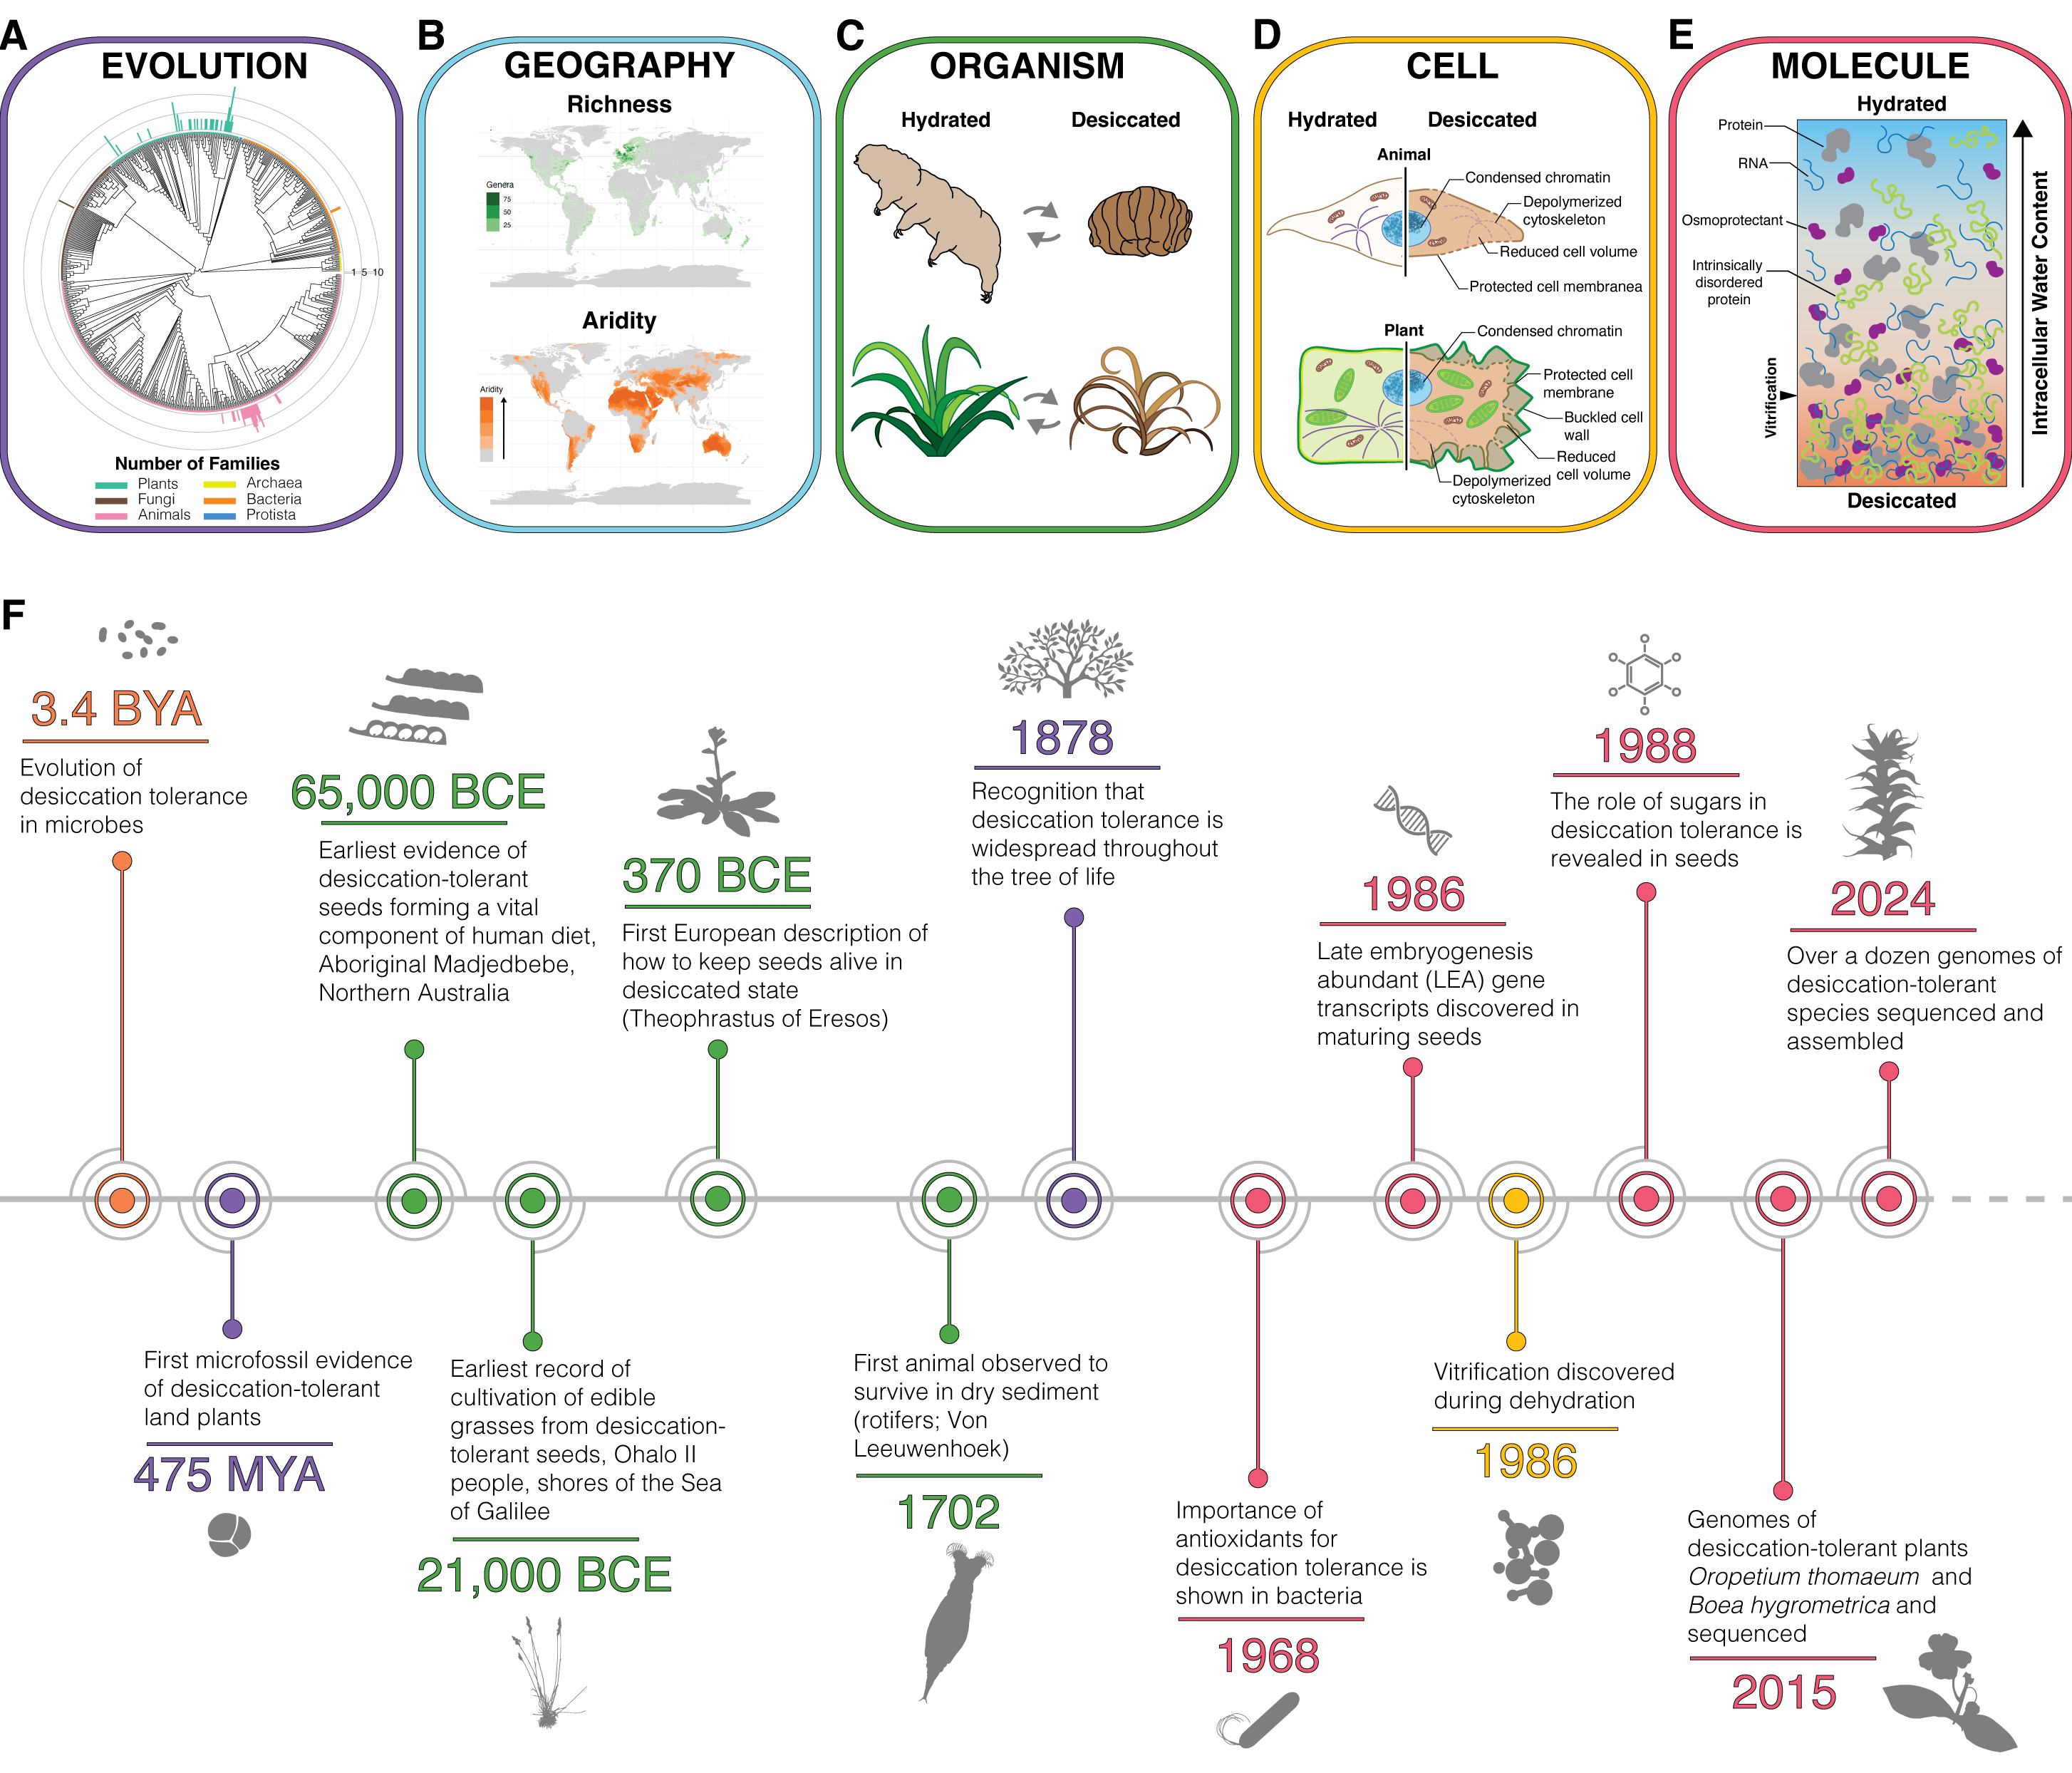 A
EVOLUTION
1 5 10
Number of Families
Plants
Fungi
Animals
Archaea
Bacteria
Protista
B
GEOGRAPHY
Richness
Genera
75
50
25
Aridity
Aridity
C
ORGANISM
Hydrated
Desiccated
D
CELL
Hydrated
Desiccated
Animal
Condensed chromatin
Depolymerized
cytoskeleton
Reduced cell volume
Protected cell membranea
Plant
Condensed chromatin
Protected cell
membrane
Buckled cell
wall
Reduced
cell volume
Depolymerized
cytoskeleton
E
MOLECULE
Hydrated
Protein
RNA
Osmoprotectant
Intrinsically
disordered
protein
Vitrification
Intracellular Water Content
Desiccated
F
3.4 BYA
Evolution of
desiccation tolerance
in microbes
First microfossil evidence
of desiccation-tolerant
land plants
475 MYA
65,000 BCE
Earliest evidence of
desiccation-tolerant
seeds forming a vital
component of human diet,
Aboriginal Madjedbebe,
Northern Australia
Earliest record of
cultivation of edible
grasses from desiccation-
tolerant seeds, Ohalo II
people, shores of the Sea
of Galilee
21,000 BCE
370 BCE
First European description of
how to keep seeds alive in
desiccated state
(Theophrastus of Eresos)
First animal observed to
survive in dry sediment
(rotifers; Von
Leeuwenhoek)
1702
1878
Recognition that
desiccation tolerance is
widespread throughout
the tree of life
Importance of
antioxidants for
desiccation tolerance is
shown in bacteria
1968
1986
Late embryogenesis
abundant (LEA) gene
transcripts discovered in
maturing seeds
Vitrification discovered
during dehydration
1986
1988
The role of sugars in
desiccation tolerance is
revealed in seeds
Genomes of
desiccation-tolerant plants
Oropetium thomaeum and
Boea hygrometrica and
sequenced
2015
2024
Over a dozen genomes of
desiccation-tolerant
species sequenced and
assembled